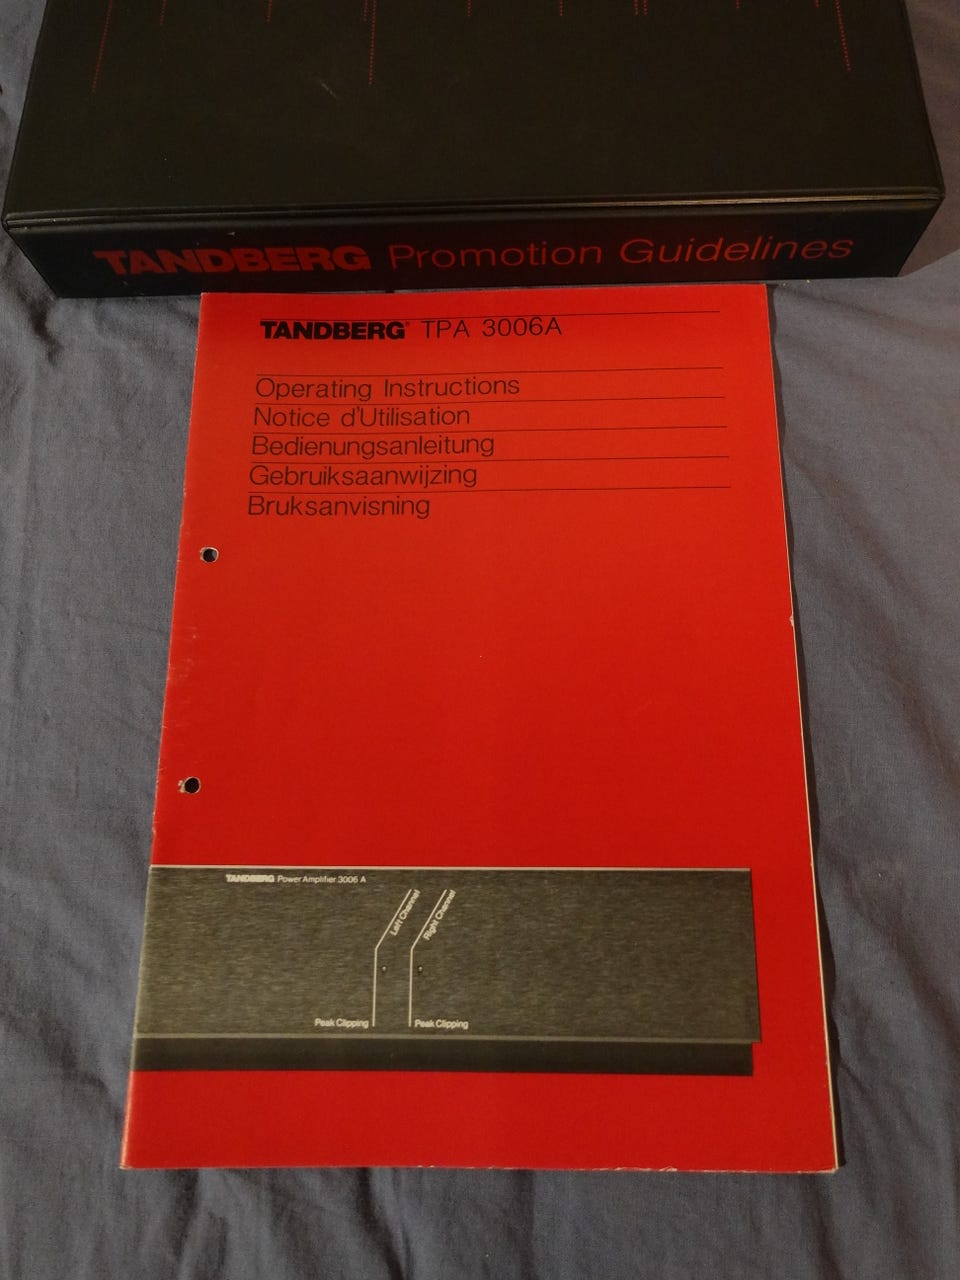 TANDBERG Promotion Guidelines
TANDBERG® TPA 3006A
Operating Instructions
Notice d'Utilisation
Bedienungsanleitung
Gebruiksaanwijzing
Bruksanvisning
TANDBERG Power Amplifier 3006 A
Left Channel
Right Channel
Peak Clipping
Peak Clipping